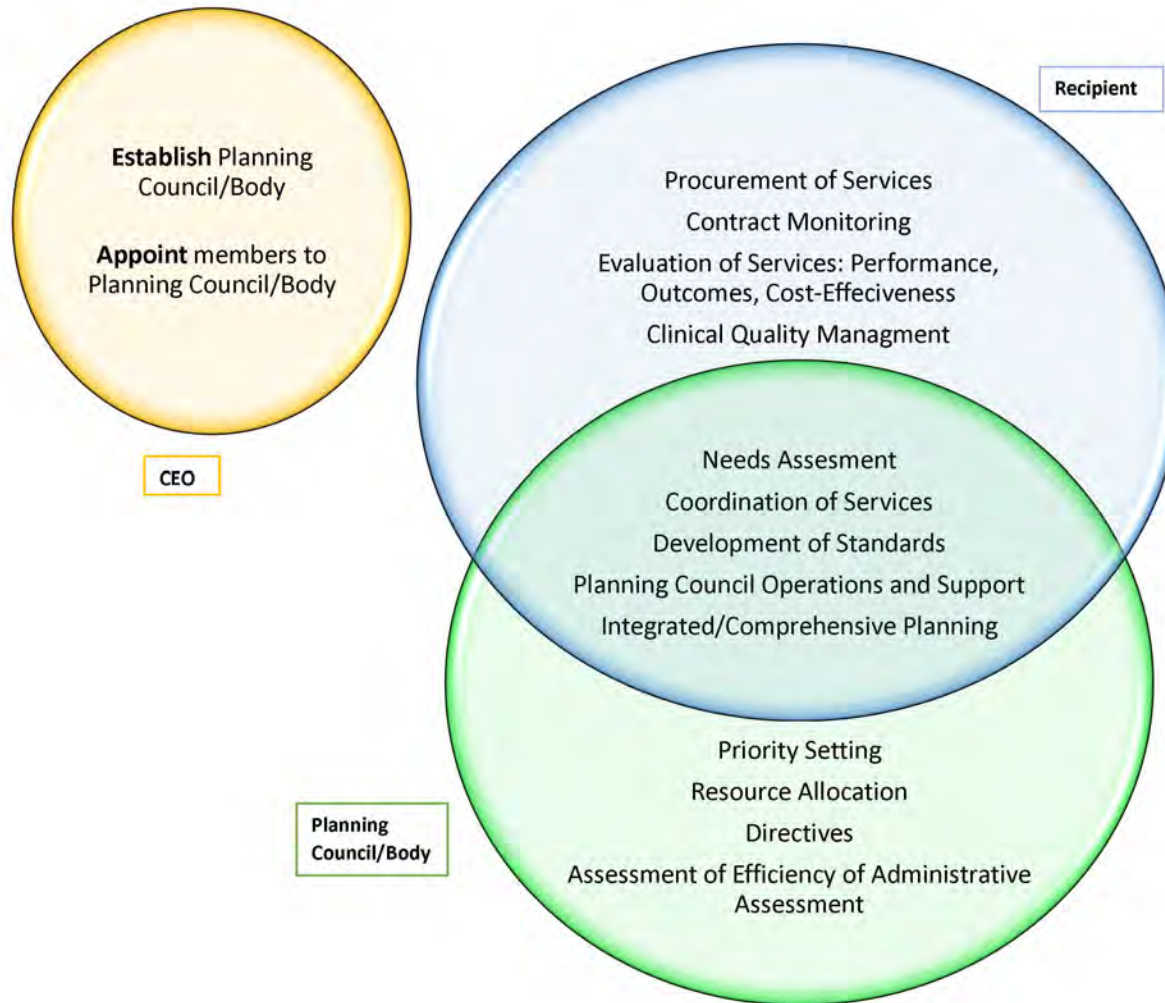 Establish Planning
Council/Body
Appoint members to
Planning Council/Body
CEO
Recipient
Procurement of Services
Contract Monitoring
Evaluation of Services: Performance,
Outcomes, Cost-Effeciveness
Clinical Quality Managment
Needs Assesment
Coordination of Services
Development of Standards
Planning Council Operations and Support
Integrated/Comprehensive Planning
Priority Setting
Resource Allocation
Directives
Assessment of Efficiency of Administrative
Assessment
Planning
Council/Body